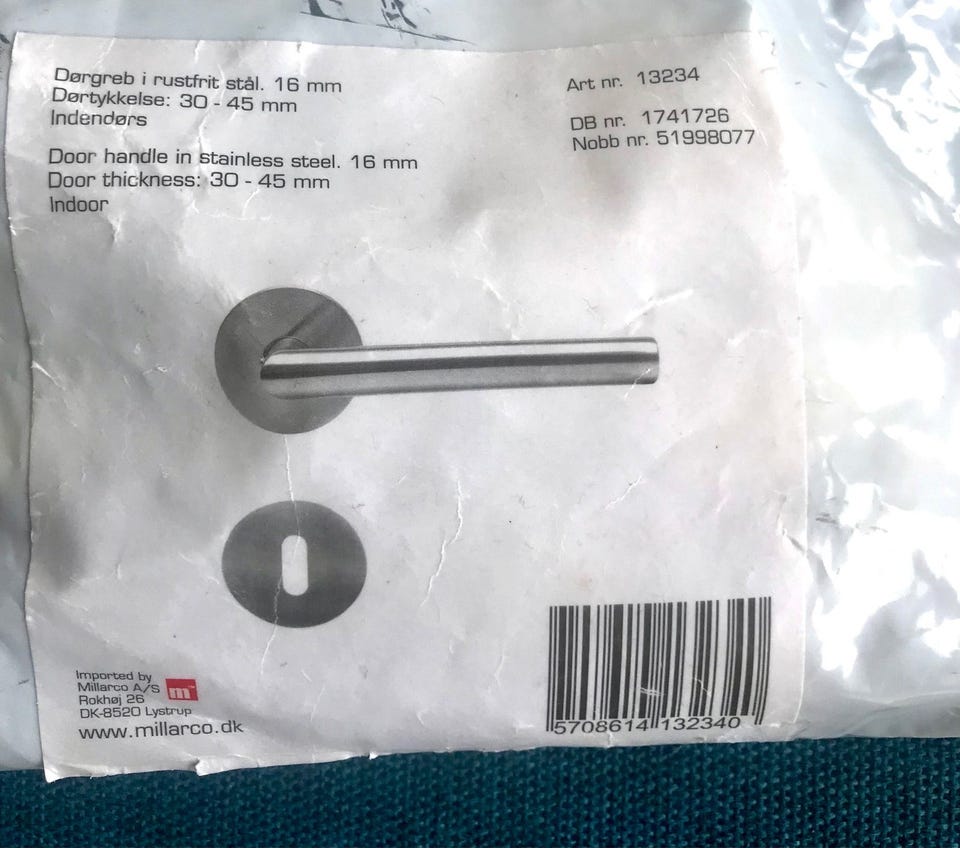 Dørgreb i rustfrit stål. 16 mm
Dørtykkelse: 30 - 45 mm
Indendørs
Door handle in stainless steel. 16 mm
Door thickness: 30 - 45 mm
Indoor
Art nr. 13234
DB nr. 1741726
Nobb nr. 51998077
Imported by
Millarco A/S
Rokhøj 26
DK-8520 Lystrup
www.millarco.dk
m
5708614 132340